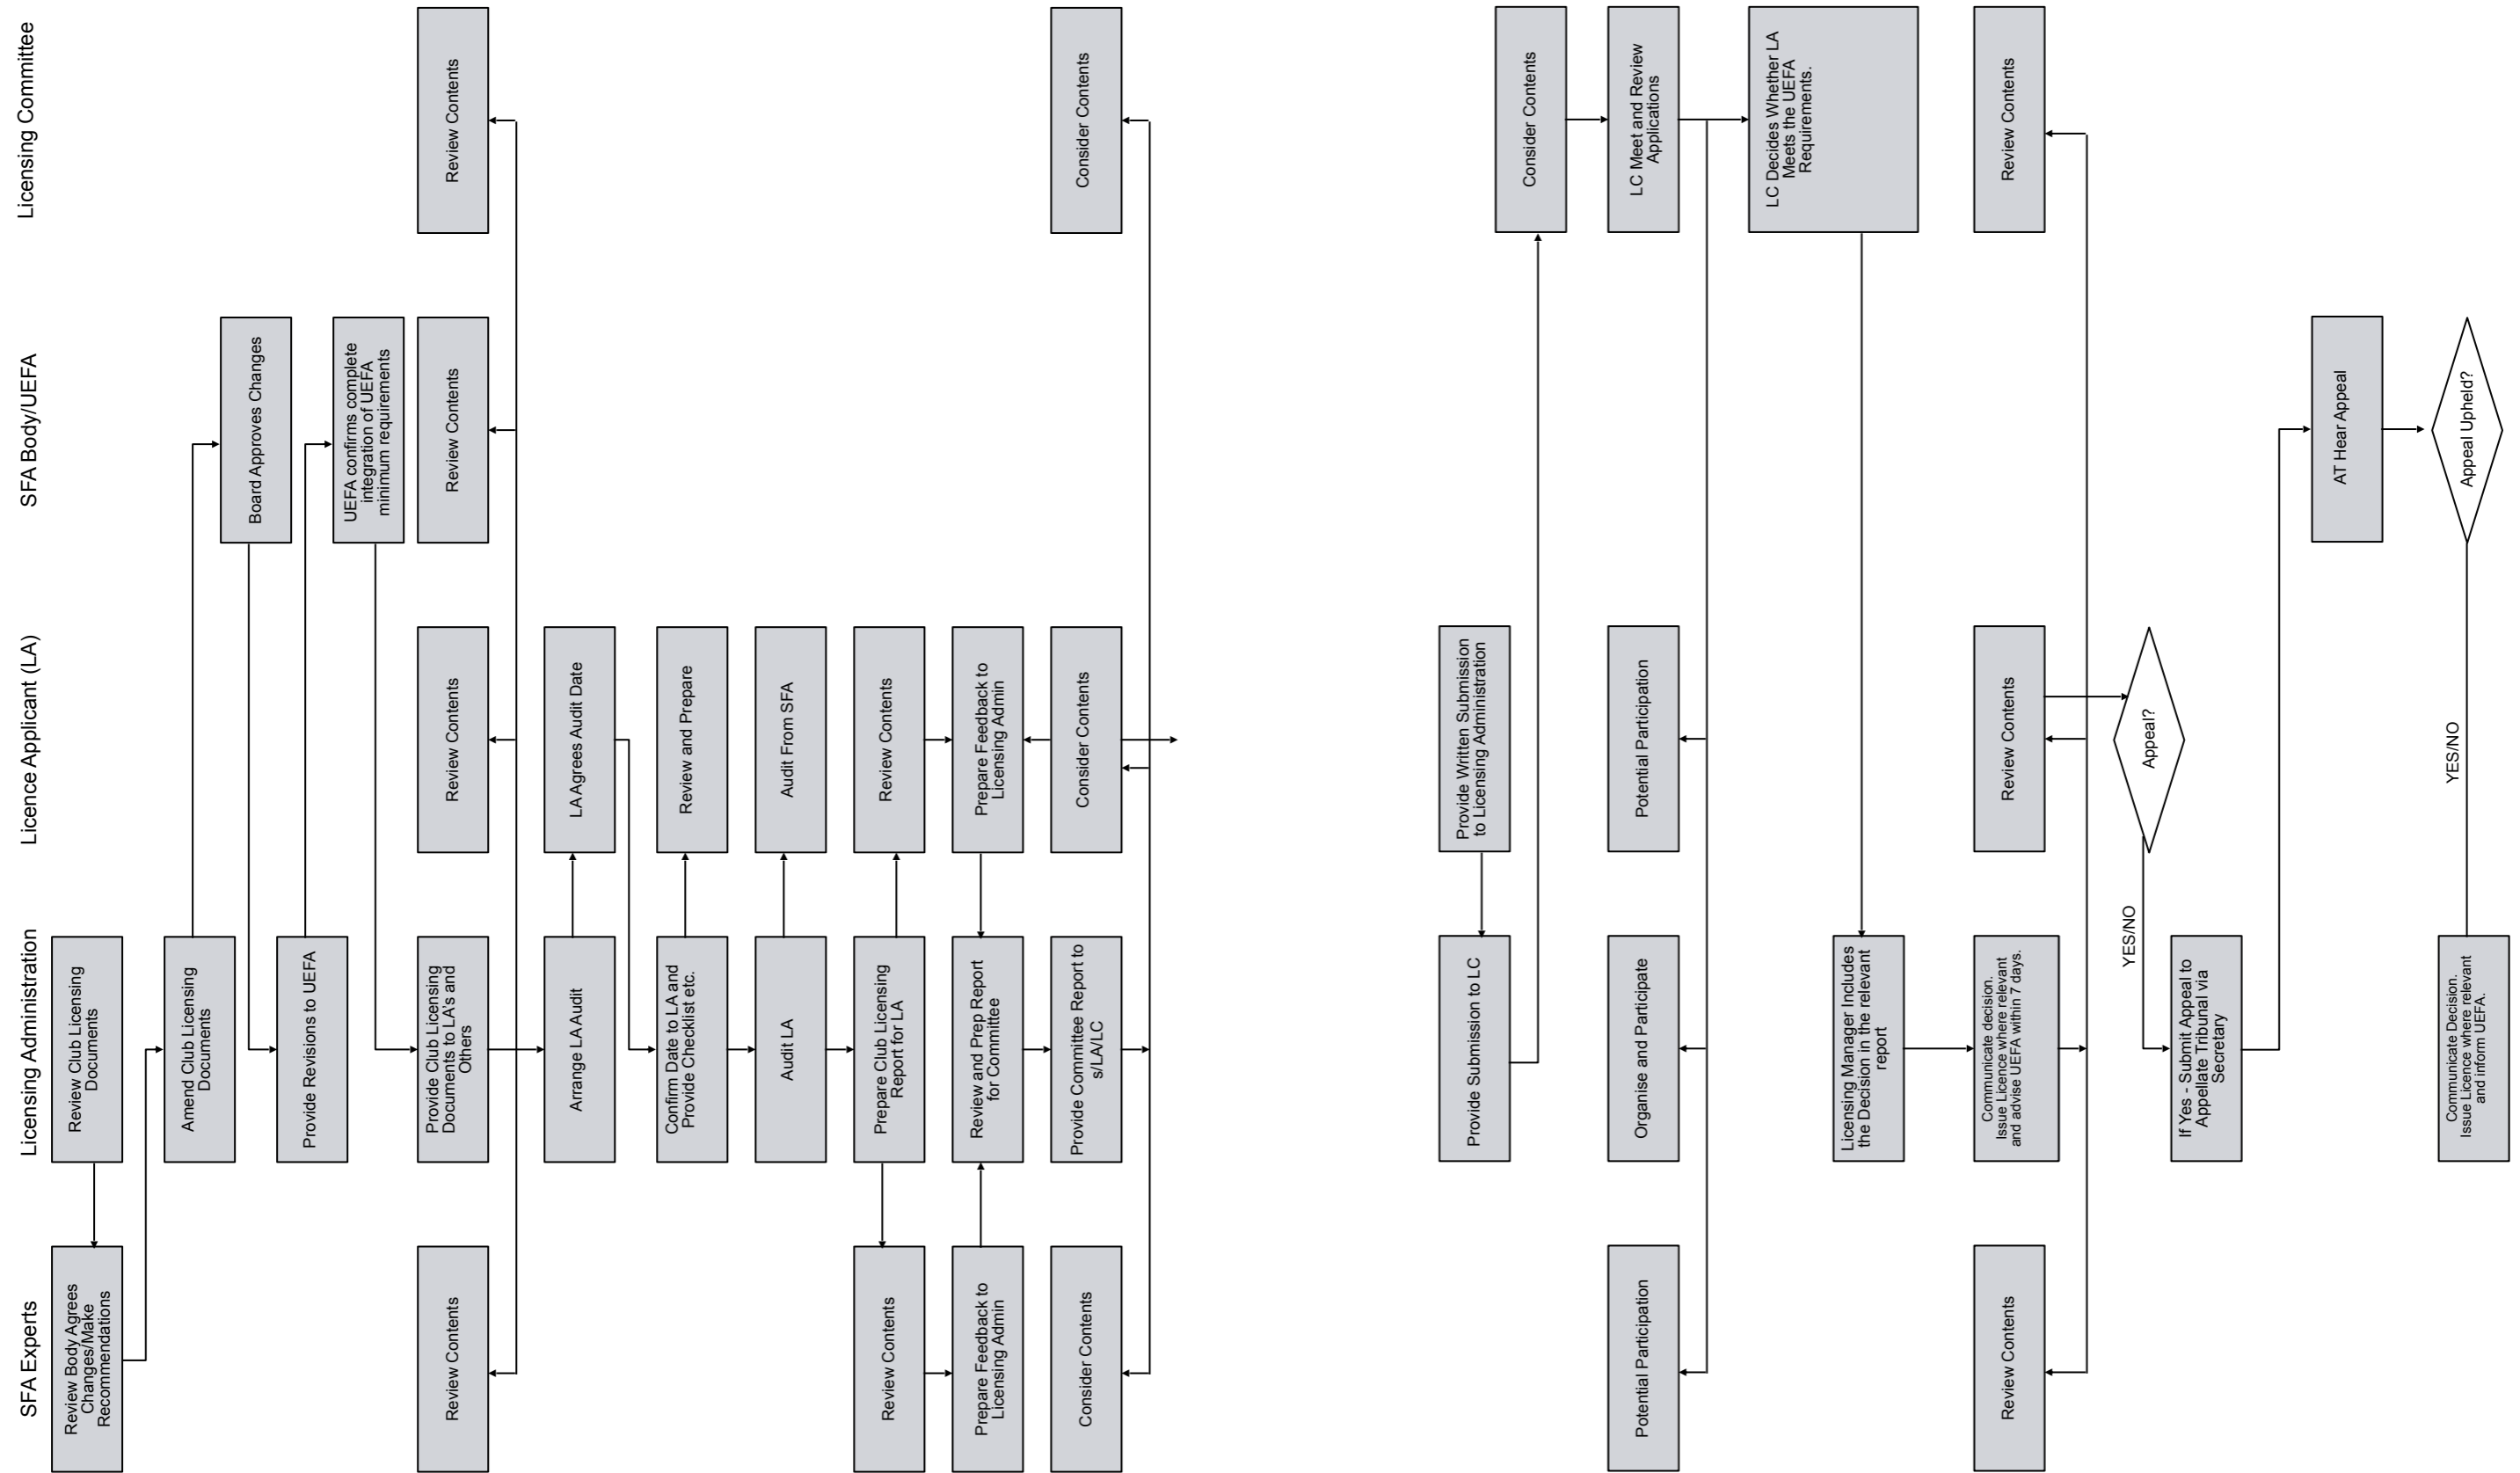 SFA Experts
Licensing Administration
Licence Applicant (LA)
SFA Body/UEFA
Licensing Committee
Review Body Agrees
Changes/Make
Recommendations
Review Club Licensing
Documents
Amend Club Licensing
Documents
Board Approves Changes
Provide Revisions to UEFA
UEFA confirms complete
integration of UEFA
minimum requirements
Review Contents
Provide Club Licensing
Documents to LA's and
Others
Review Contents
Review Contents
Review Contents
Arrange LA Audit
LA Agrees Audit Date
Confirm Date to LA and
Provide Checklist etc.
Review and Prepare
Audit LA
Audit From SFA
Review Contents
Prepare Club Licensing
Report for LA
Review Contents
Prepare Feedback to
Licensing Admin
Review and Prep Report
for Committee
Prepare Feedback to
Licensing Admin
Consider Contents
Provide Committee Report to
s/LA/LC
Consider Contents
Consider Contents
Provide Written Submission
to Licensing Administration
Provide Submission to LC
Consider Contents
Potential Participation
Organise and Participate
Potential Participation
LC Meet and Review
Applications
LC Decides Whether LA
Meets the UEFA
Requirements.
Licensing Manager Includes
the Decision in the relevant
report
Review Contents
Communicate decision.
Issue Licence where relevant
and advise UEFA within 7 days.
Review Contents
Review Contents
Appeal?
YES/NO
If Yes - Submit Appeal to
Appellate Tribunal via
Secretary
AT Hear Appeal
Appeal Upheld?
YES/NO
Communicate Decision.
Issue Licence where relevant
and inform UEFA.